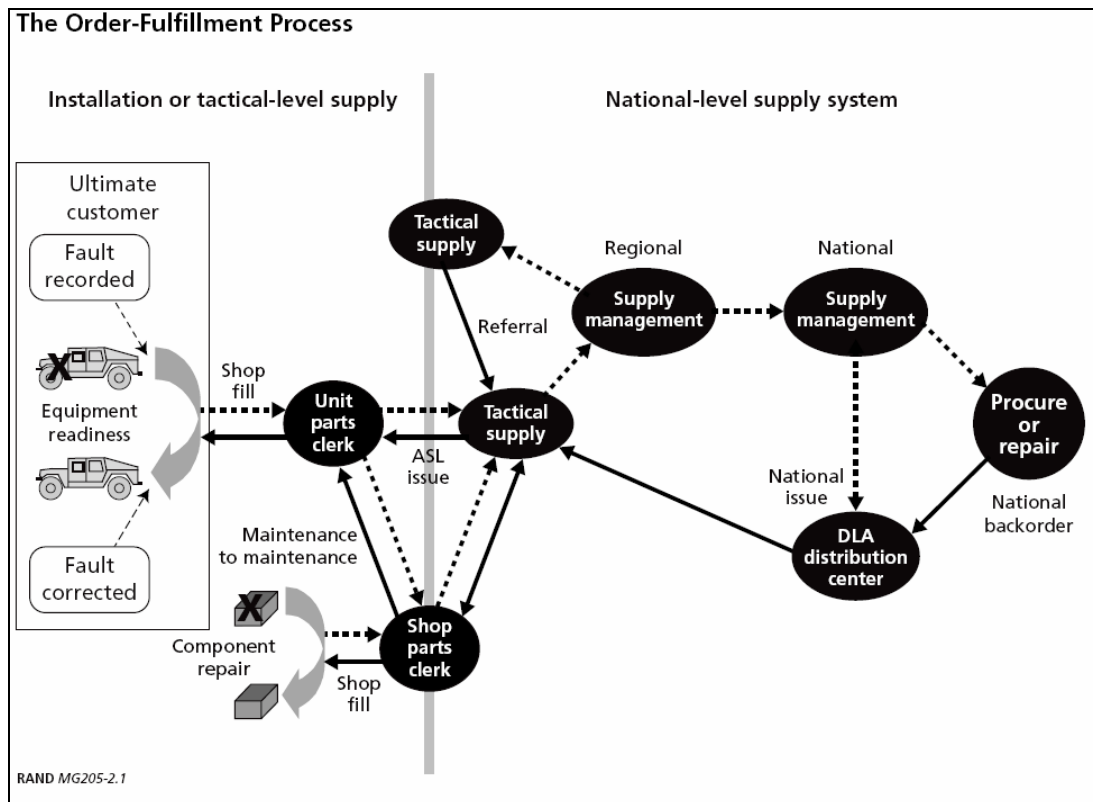 The Order-Fulfillment Process
Installation or tactical-level supply
National-level supply system
Ultimate
customer
Fault
recorded
X
Equipment
readiness
Fault
corrected
Shop
fill
Unit
parts
clerk
ASL
issue
Maintenance
to maintenance
X
Component
repair
Shop
fill
Shop
parts
clerk
Tactical
supply
Referral
Tactical
supply
Regional
Supply
management
National
Supply
management
National
issue
DLA
distribution
center
Procure
or
repair
National
backorder
RAND MG205-2.1